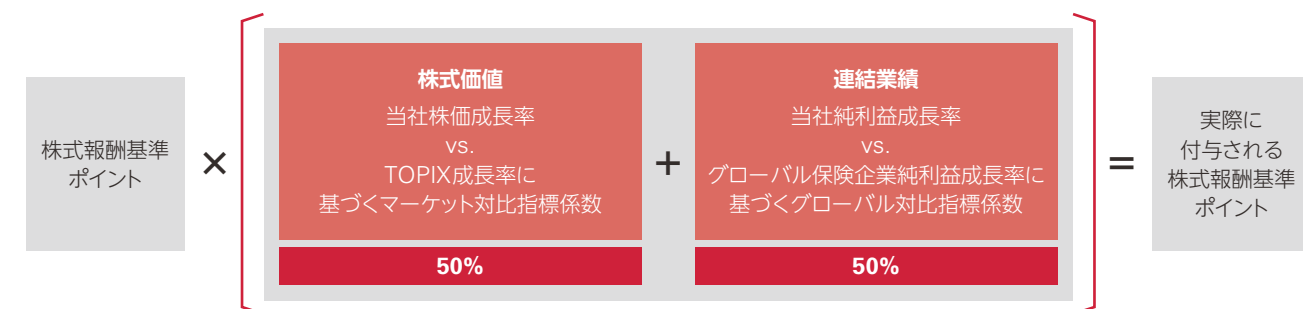 株式報酬基準
ポイント
×
株式価値
当社株価成長率
vs.
TOPIX成長率に
基づくマーケット対比指標係数
50%
+
連結業績
当社純利益成長率
vs.
グローバル保険企業純利益成長率に
基づくグローバル対比指標係数
50%
=
実際に
付与される
株式報酬基準
ポイント